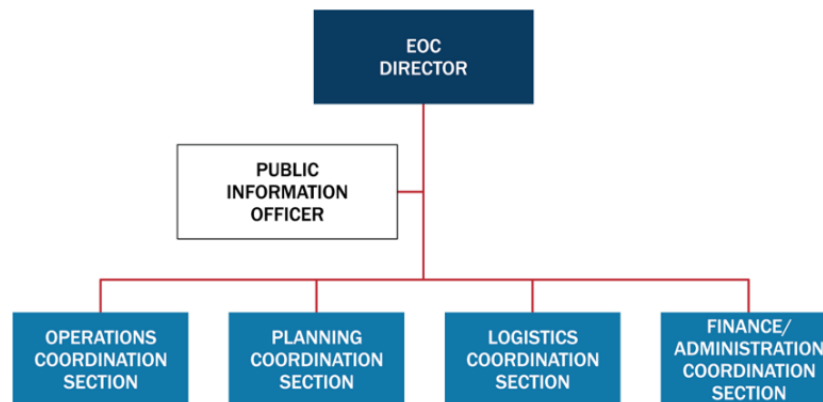 EOC
DIRECTOR
PUBLIC
INFORMATION
OFFICER
OPERATIONS
COORDINATION
SECTION
PLANNING
COORDINATION
SECTION
LOGISTICS
COORDINATION
SECTION
FINANCE/
ADMINISTRATION
COORDINATION
SECTION